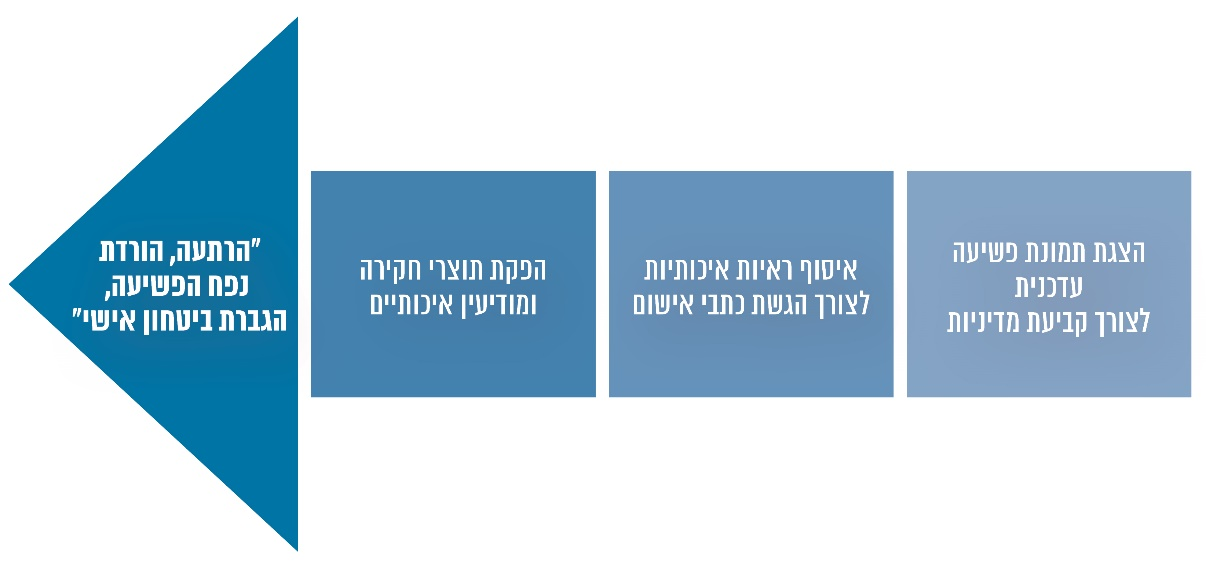 הצגת תמונת פשיעה
עדכנית
לצורך קביעת מדיניות
איסוף ראיות איכותיות
לצורך הגשת כתבי אישום
הפקת תוצרי חקירה
ומודיעין איכותיים
"הרתעה, הורדת
נפח הפשיעה,
הגברת ביטחון אישי"